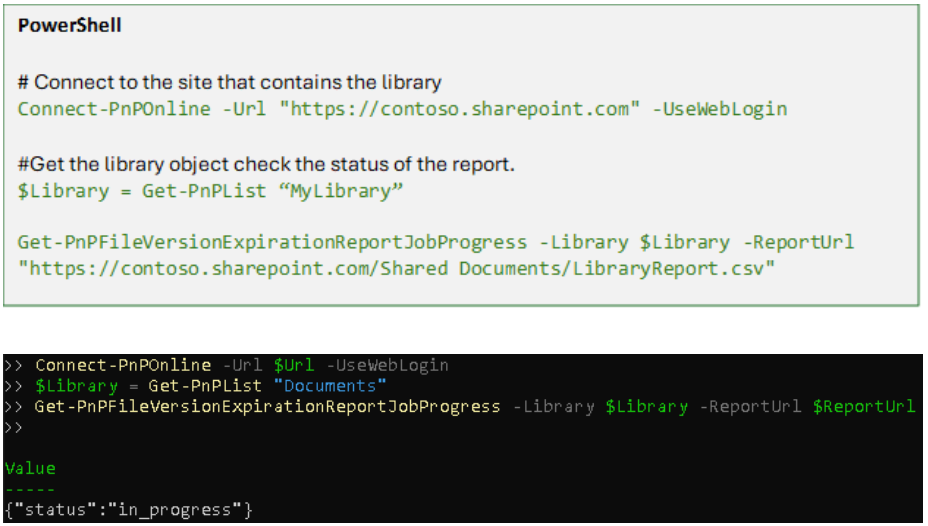 PowerShell
# Connect to the site that contains the library
Connect-PnPOnline -Url "https://contoso.sharepoint.com" -UseWebLogin
#Get the library object check the status of the report.
$Library = Get-PnPList “MyLibrary”
Get-PnPFileVersionExpirationReportJobProgress -Library $Library -ReportUrl
"https://contoso.sharepoint.com/Shared Documents/LibraryReport.csv"
>> Connect-PnPOnline -Url $Url -UseWebLogin
>> $Library = Get-PnPList "Documents"
>> Get-PnPFileVersionExpirationReportJobProgress -Library $Library -ReportUrl $ReportUrl
>>
Value
-----
{"status":"in_progress"}